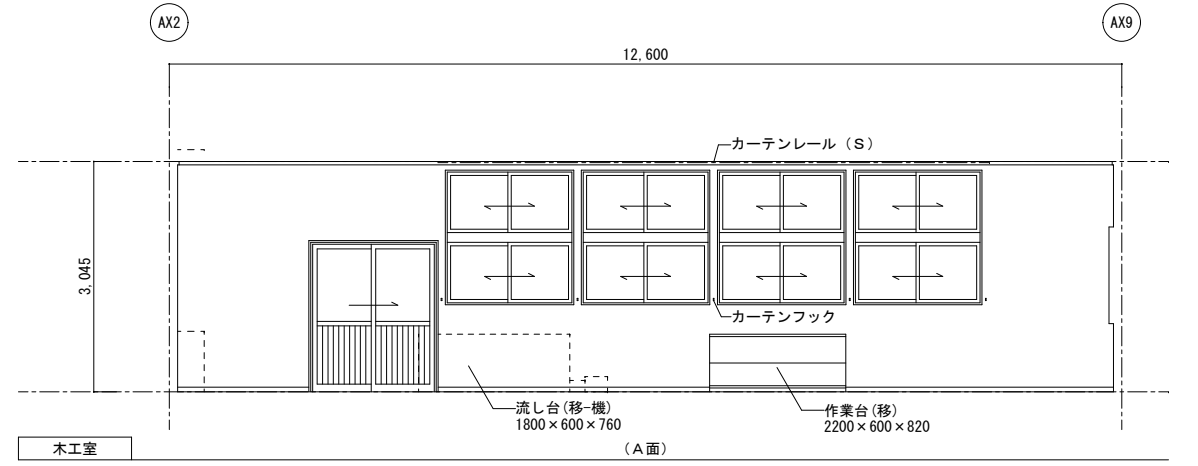 AX2
AX9
12,600
カーテンレール（S）
3,045
カーテンフック
流し台(移-機)
1800×600×760
作業台(移)
2200×600×820
木工室
（A面）